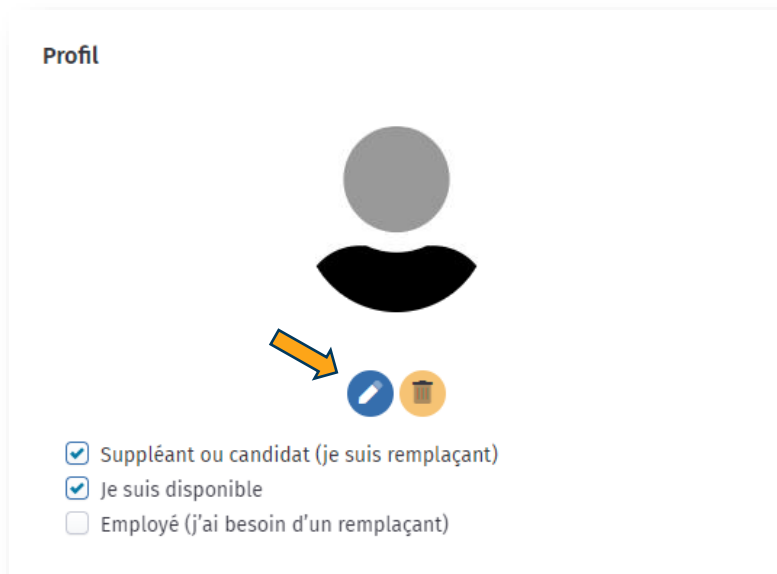 Profil
Suppléant ou candidat (je suis remplaçant)
Je suis disponible
Employé (j’ai besoin d’un remplaçant)